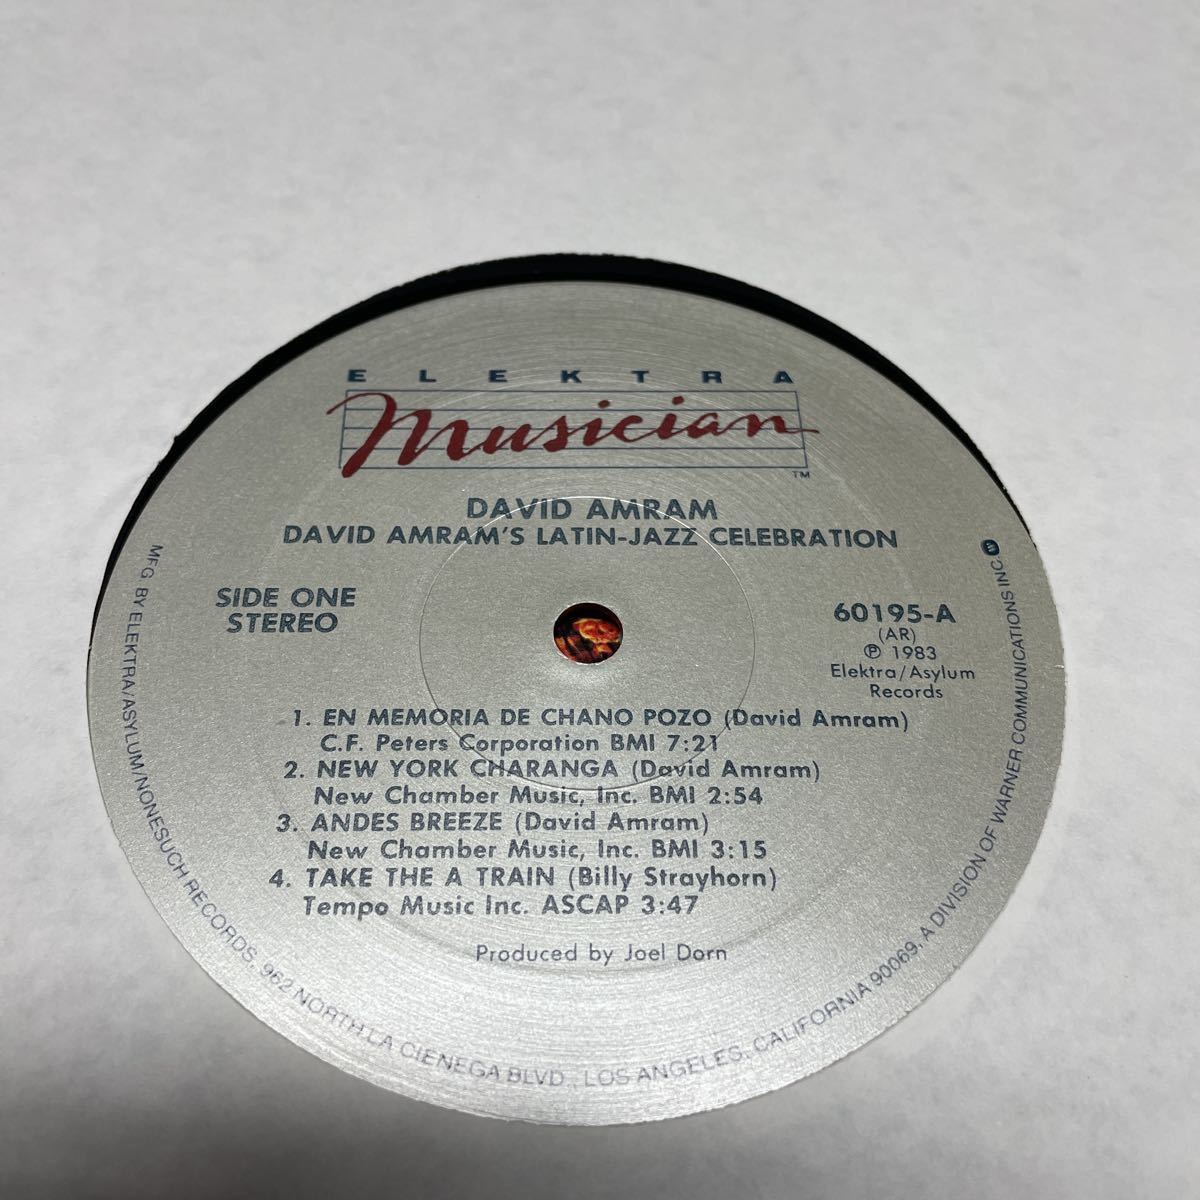 ELEKTRA
Musician
TM
DAVID AMRAM
DAVID AMRAM'S LATIN-JAZZ CELEBRATION
SIDE ONE
STEREO
60195-A
(AR)
℗ 1983
Elektra/Asylum
Records
1. EN MEMORIA DE CHANO POZO (David Amram)
C.F. Peters Corporation BMI 7:21
2. NEW YORK CHARANGA (David Amram)
New Chamber Music, Inc. BMI 2:54
3. ANDES BREEZE (David Amram)
New Chamber Music, Inc. BMI 3:15
4. TAKE THE A TRAIN (Billy Strayhorn)
Tempo Music Inc. ASCAP 3:47
Produced by Joel Dorn
MFG BY ELEKTRA/ASYLUM/NONESUCH RECORDS, 962 NORTH LA CIENEGA BLVD., LOS ANGELES, CALIFORNIA 90069, A DIVISION OF WARNER COMMUNICATIONS INC.